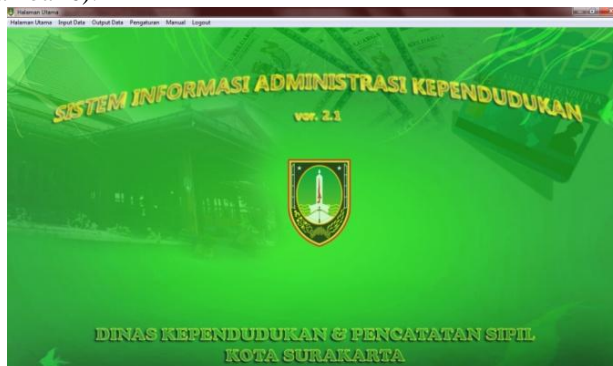 Halaman Utama
Halaman Utama Input Data Output Data Pengaturan Manual Logout
KTP
SISTEM INFORMASI ADMINISTRASI KEPENDUDUKAN
ver. 2.1
DINAS KEPENDUDUKAN & PENCATATAN SIPIL
KOTA SURAKARTA